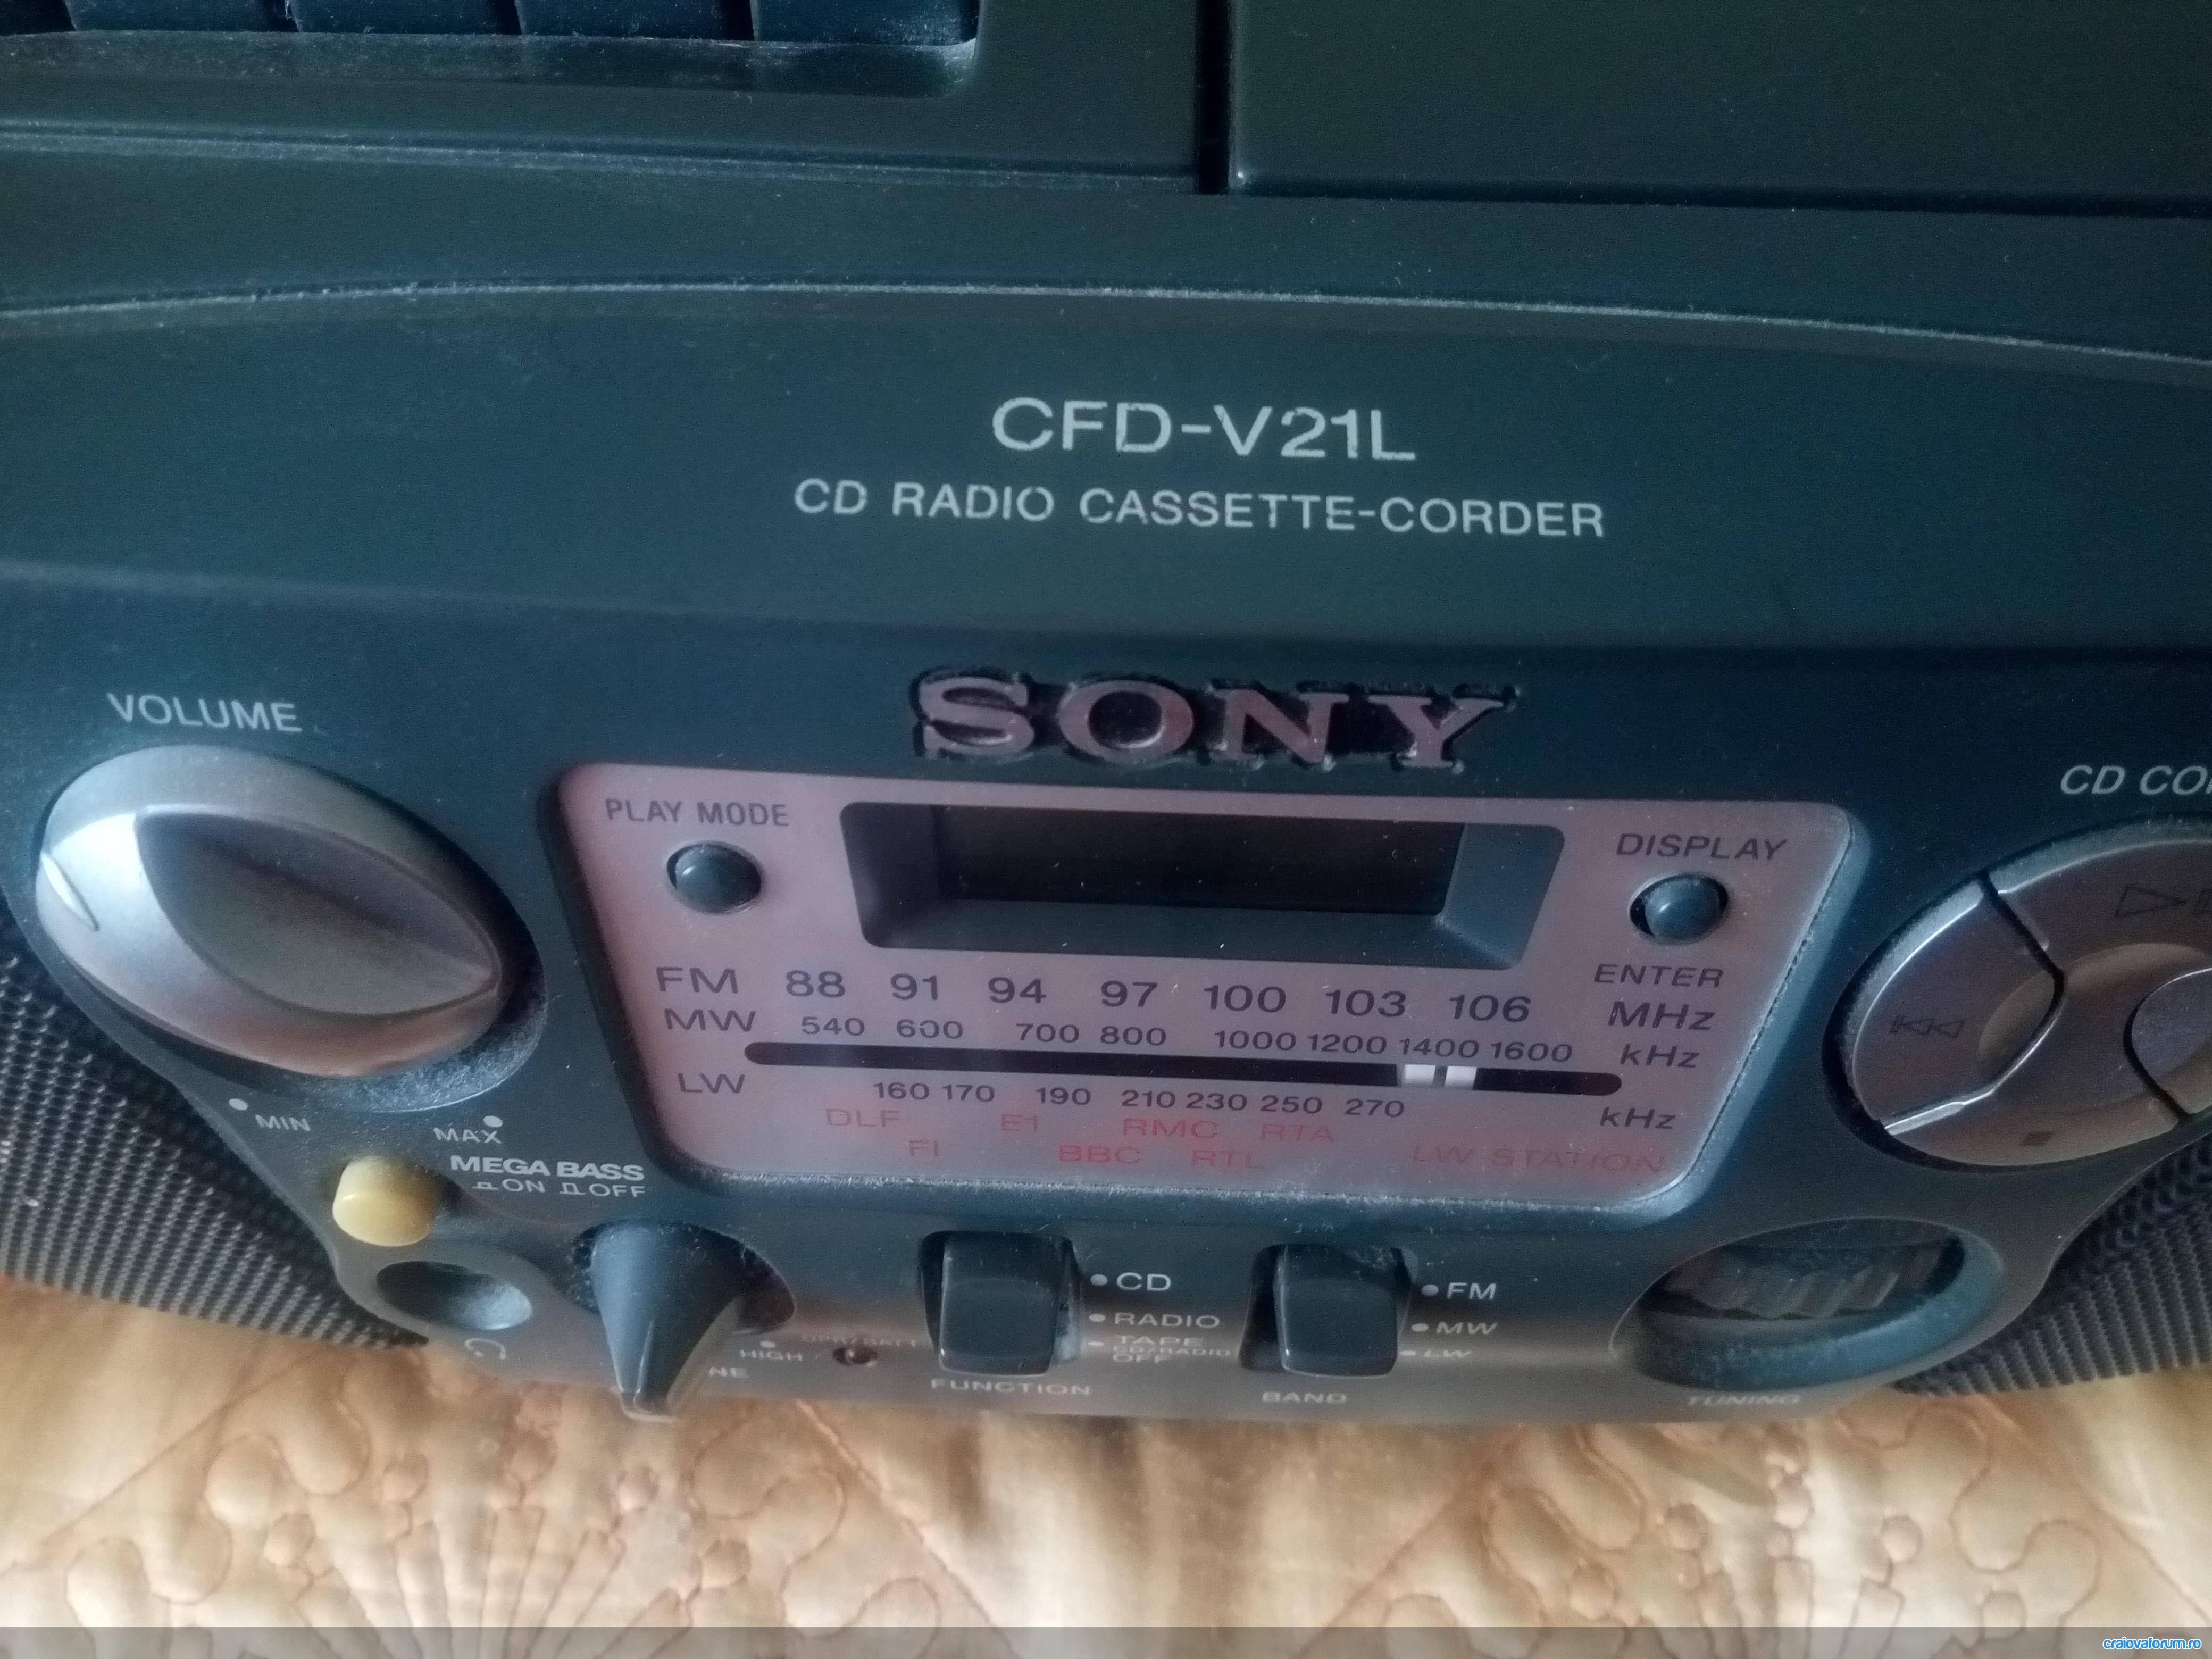 CFD-V21L
CD RADIO CASSETTE-CORDER
SONY
VOLUME
MIN
MAX
MEGA BASS
ON OFF
PLAY MODE
DISPLAY
ENTER
FM 88 91 94 97 100 103 106 MHz
MW 540 600 700 800 1000 1200 1400 1600 kHz
LW 160 170 190 210 230 250 270 kHz
DLF E1 RMC RTA
FI BBC RTL LW STATION
CD
HIGH
CD
RADIO
TAPE
CD/RADIO
OFF
FUNCTION
FM
MW
LW
BAND
TUNING
craiovaforum.ro